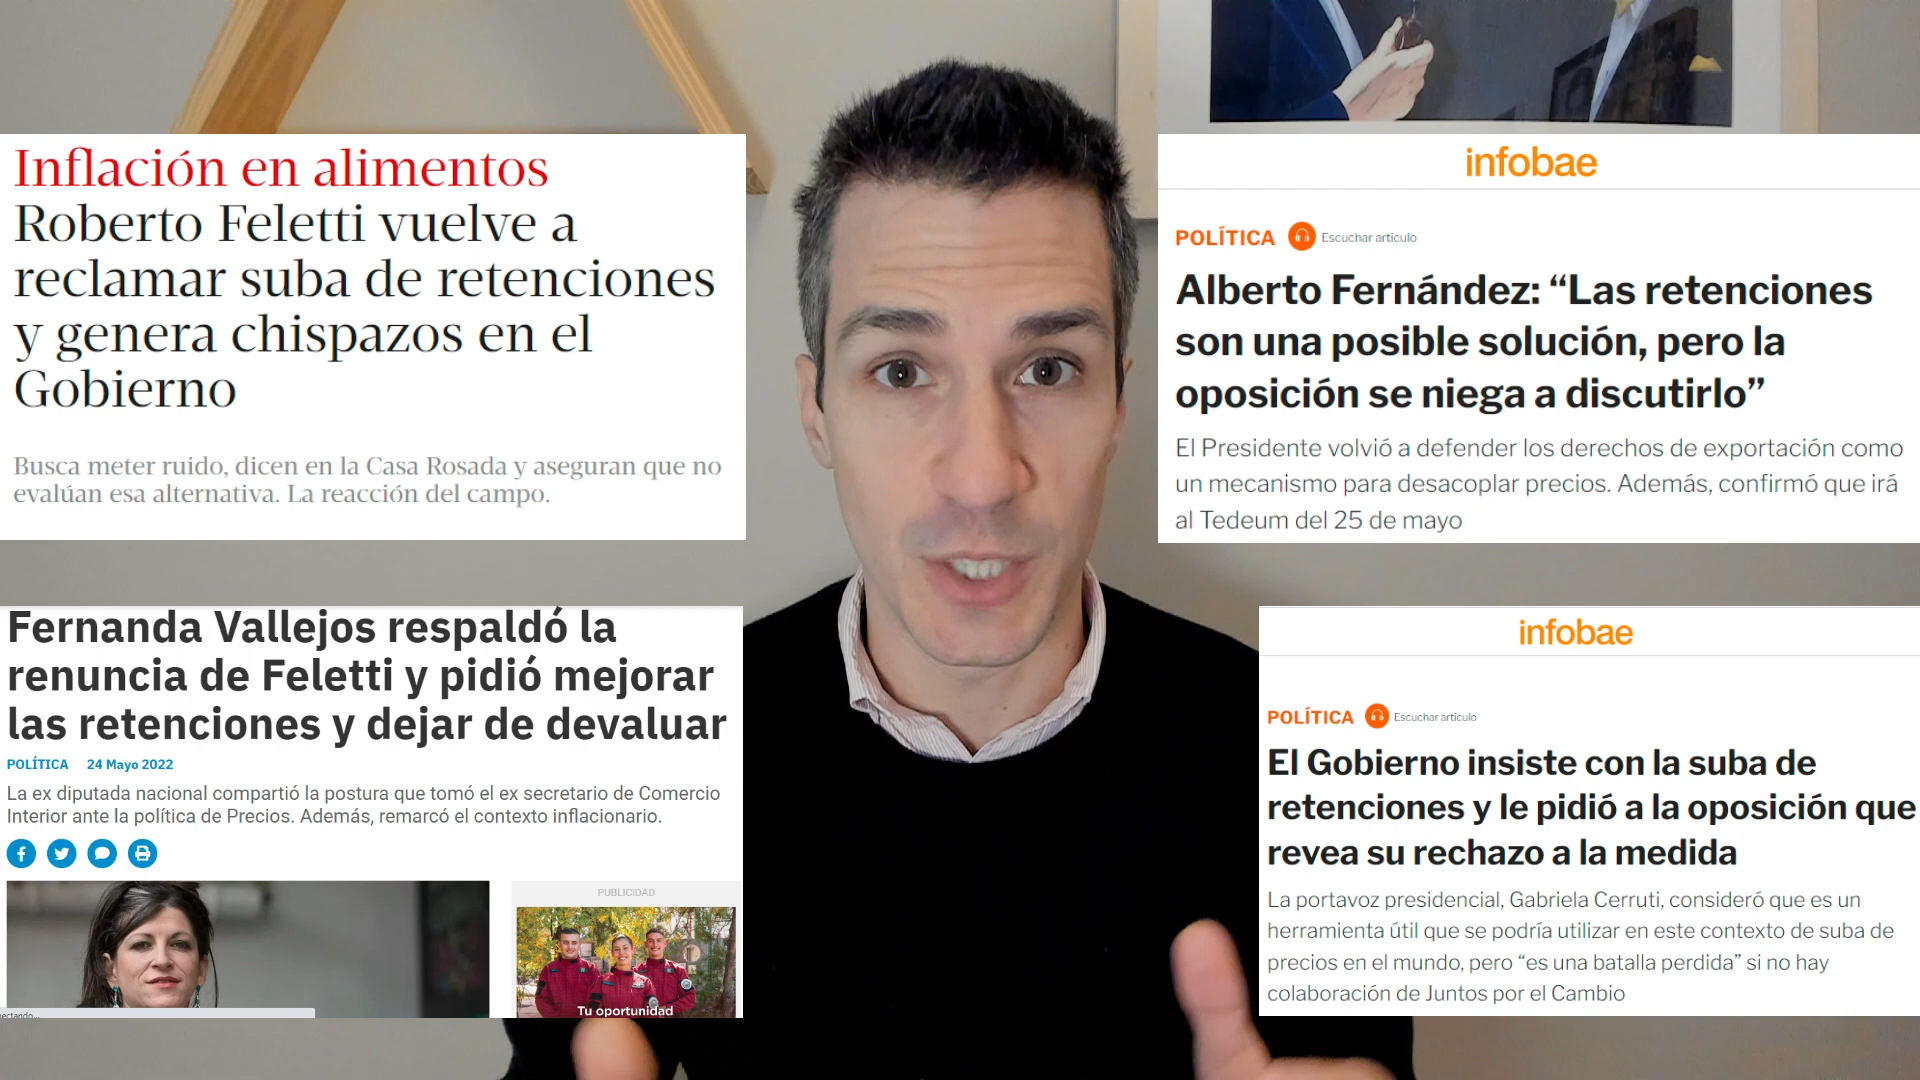 Inflación en alimentos
Roberto Feletti vuelve a
reclamar suba de retenciones
y genera chispazos en el
Gobierno
Busca meter ruido, dicen en la Casa Rosada y aseguran que no
evalúan esa alternativa. La reacción del campo.
infobae
POLÍTICA Escuchar artículo
Alberto Fernández: “Las retenciones
son una posible solución, pero la
oposición se niega a discutirlo”
El Presidente volvió a defender los derechos de exportación como
un mecanismo para desacoplar precios. Además, confirmó que irá
al Tedeum del 25 de mayo
Fernanda Vallejos respaldó la
renuncia de Feletti y pidió mejorar
las retenciones y dejar de devaluar
POLÍTICA 24 Mayo 2022
La ex diputada nacional compartió la postura que tomó el ex secretario de Comercio
Interior ante la política de Precios. Además, remarcó el contexto inflacionario.
PUBLICIDAD
Tu oportunidad
infobae
POLÍTICA Escuchar artículo
El Gobierno insiste con la suba de
retenciones y le pidió a la oposición que
revea su rechazo a la medida
La portavoz presidencial, Gabriela Cerruti, consideró que es un
herramienta útil que se podría utilizar en este contexto de suba de
precios en el mundo, pero “es una batalla perdida” si no hay
colaboración de Juntos por el Cambio